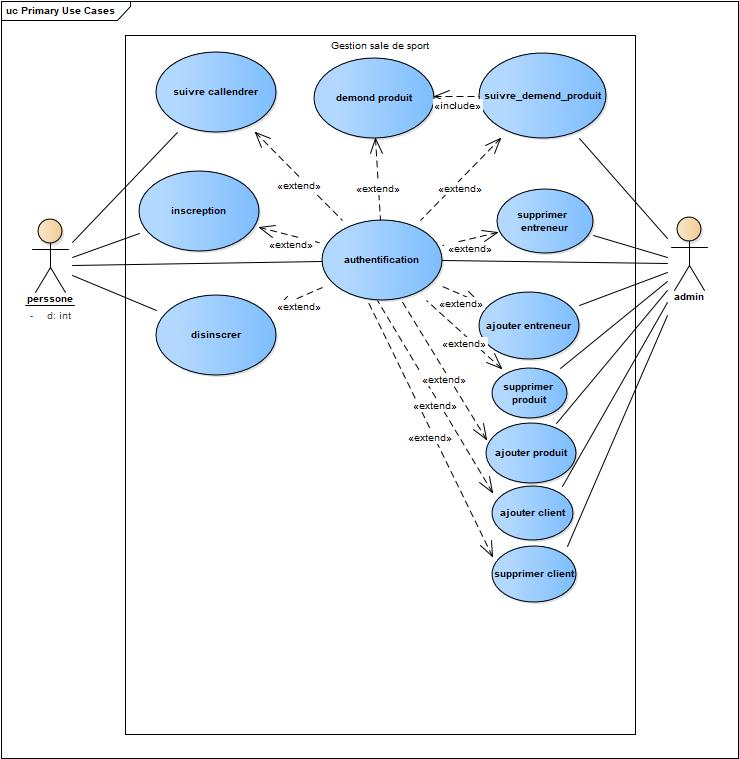 uc Primary Use Cases
Gestion sale de sport
suivre callendrer
demond produit
suivre_demend_produit
«include»
«extend»
«extend»
«extend»
inscreption
supprimer
entreneur
«extend»
«extend»
authentification
perssone
- d: int
admin
«extend»
«extend»
disinscrer
ajouter entreneur
«extend»
supprimer
produit
«extend»
«extend»
«extend»
ajouter produit
ajouter client
supprimer client